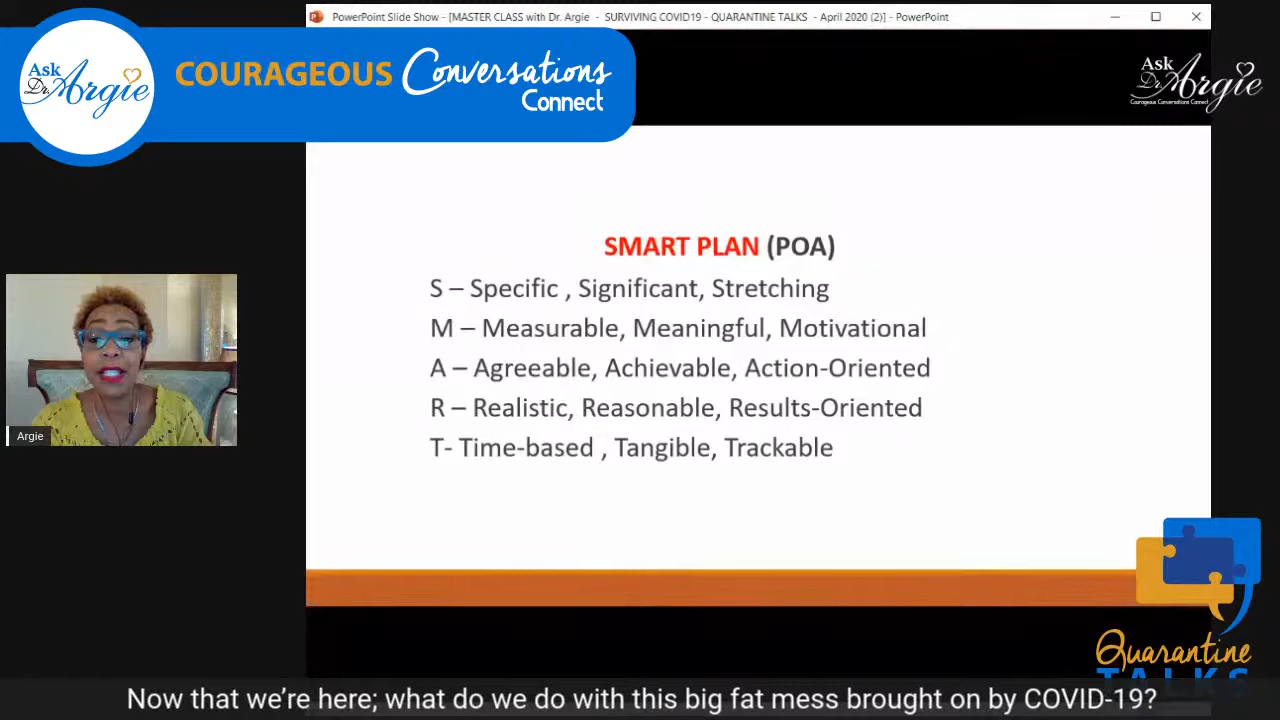 PowerPoint Slide Show - [MASTER CLASS with Dr. Argie - SURVIVING COVID19 - QUARANTINE TALKS - April 2020 (2)] - PowerPoint
Ask
Dr. Argie
COURAGEOUS Conversations
Connect
Ask
Dr. Argie
Courageous Conversations Connect
SMART PLAN (POA)
S – Specific , Significant, Stretching
M – Measurable, Meaningful, Motivational
A – Agreeable, Achievable, Action-Oriented
R – Realistic, Reasonable, Results-Oriented
T- Time-based , Tangible, Trackable
Argie
Quarantine
TALKS
Now that we’re here; what do we do with this big fat mess brought on by COVID-19?